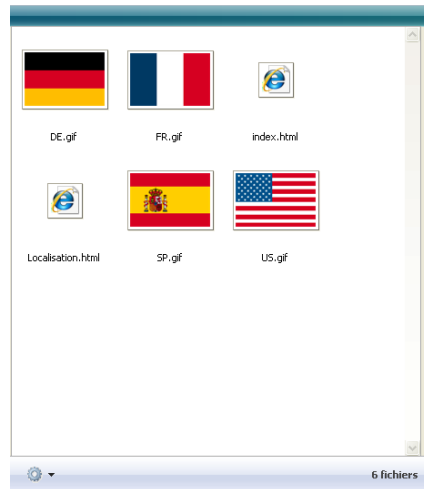 DE.gif
FR.gif
index.html
Localisation.html
SP.gif
US.gif
6 fichiers